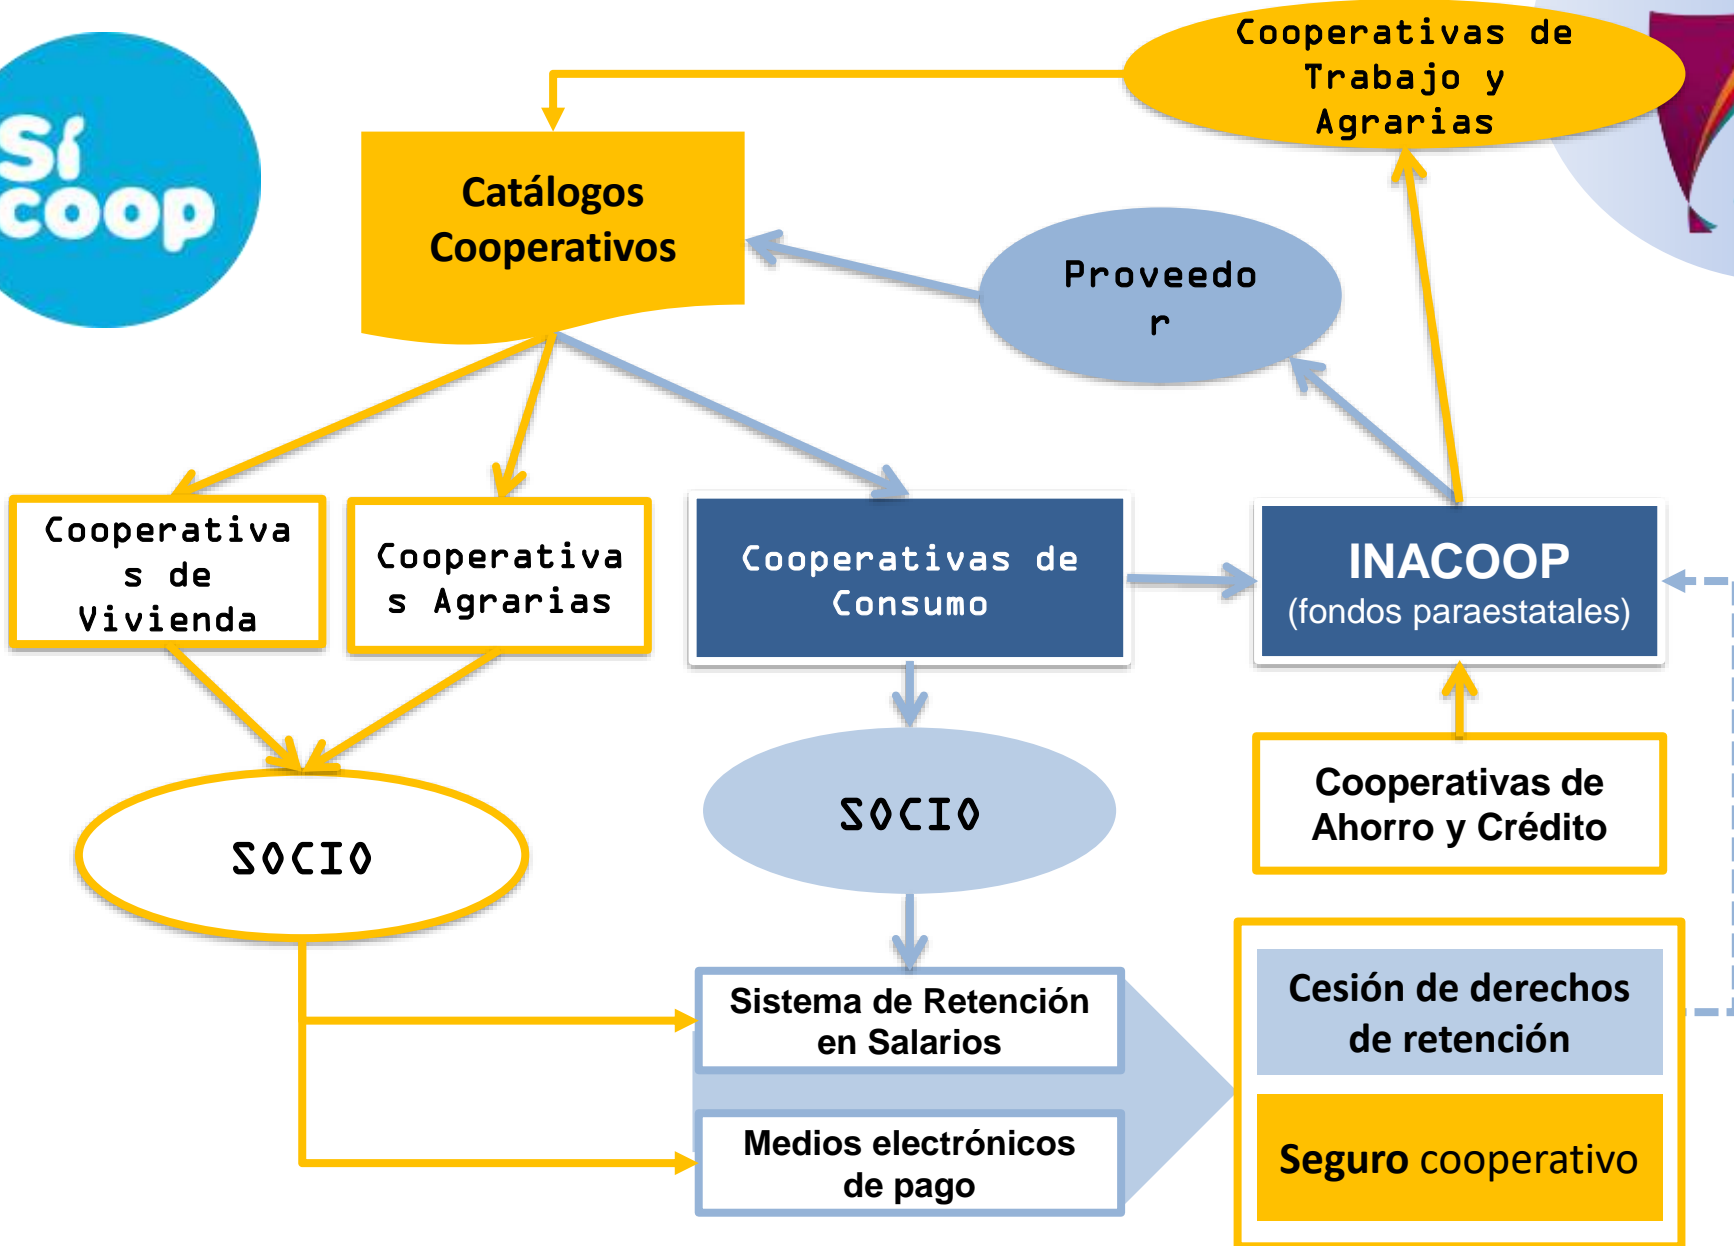 Sí
coop
Cooperativas de
Trabajo y
Agrarias
Catálogos
Cooperativos
Proveedo
r
Cooperativa
s de
Vivienda
Cooperativa
s Agrarias
Cooperativas de
Consumo
INACOOP
(fondos paraestatales)
SOCIO
SOCIO
Cooperativas de
Ahorro y Crédito
Sistema de Retención
en Salarios
Medios electrónicos
de pago
Cesión de derechos
de retención
Seguro cooperativo